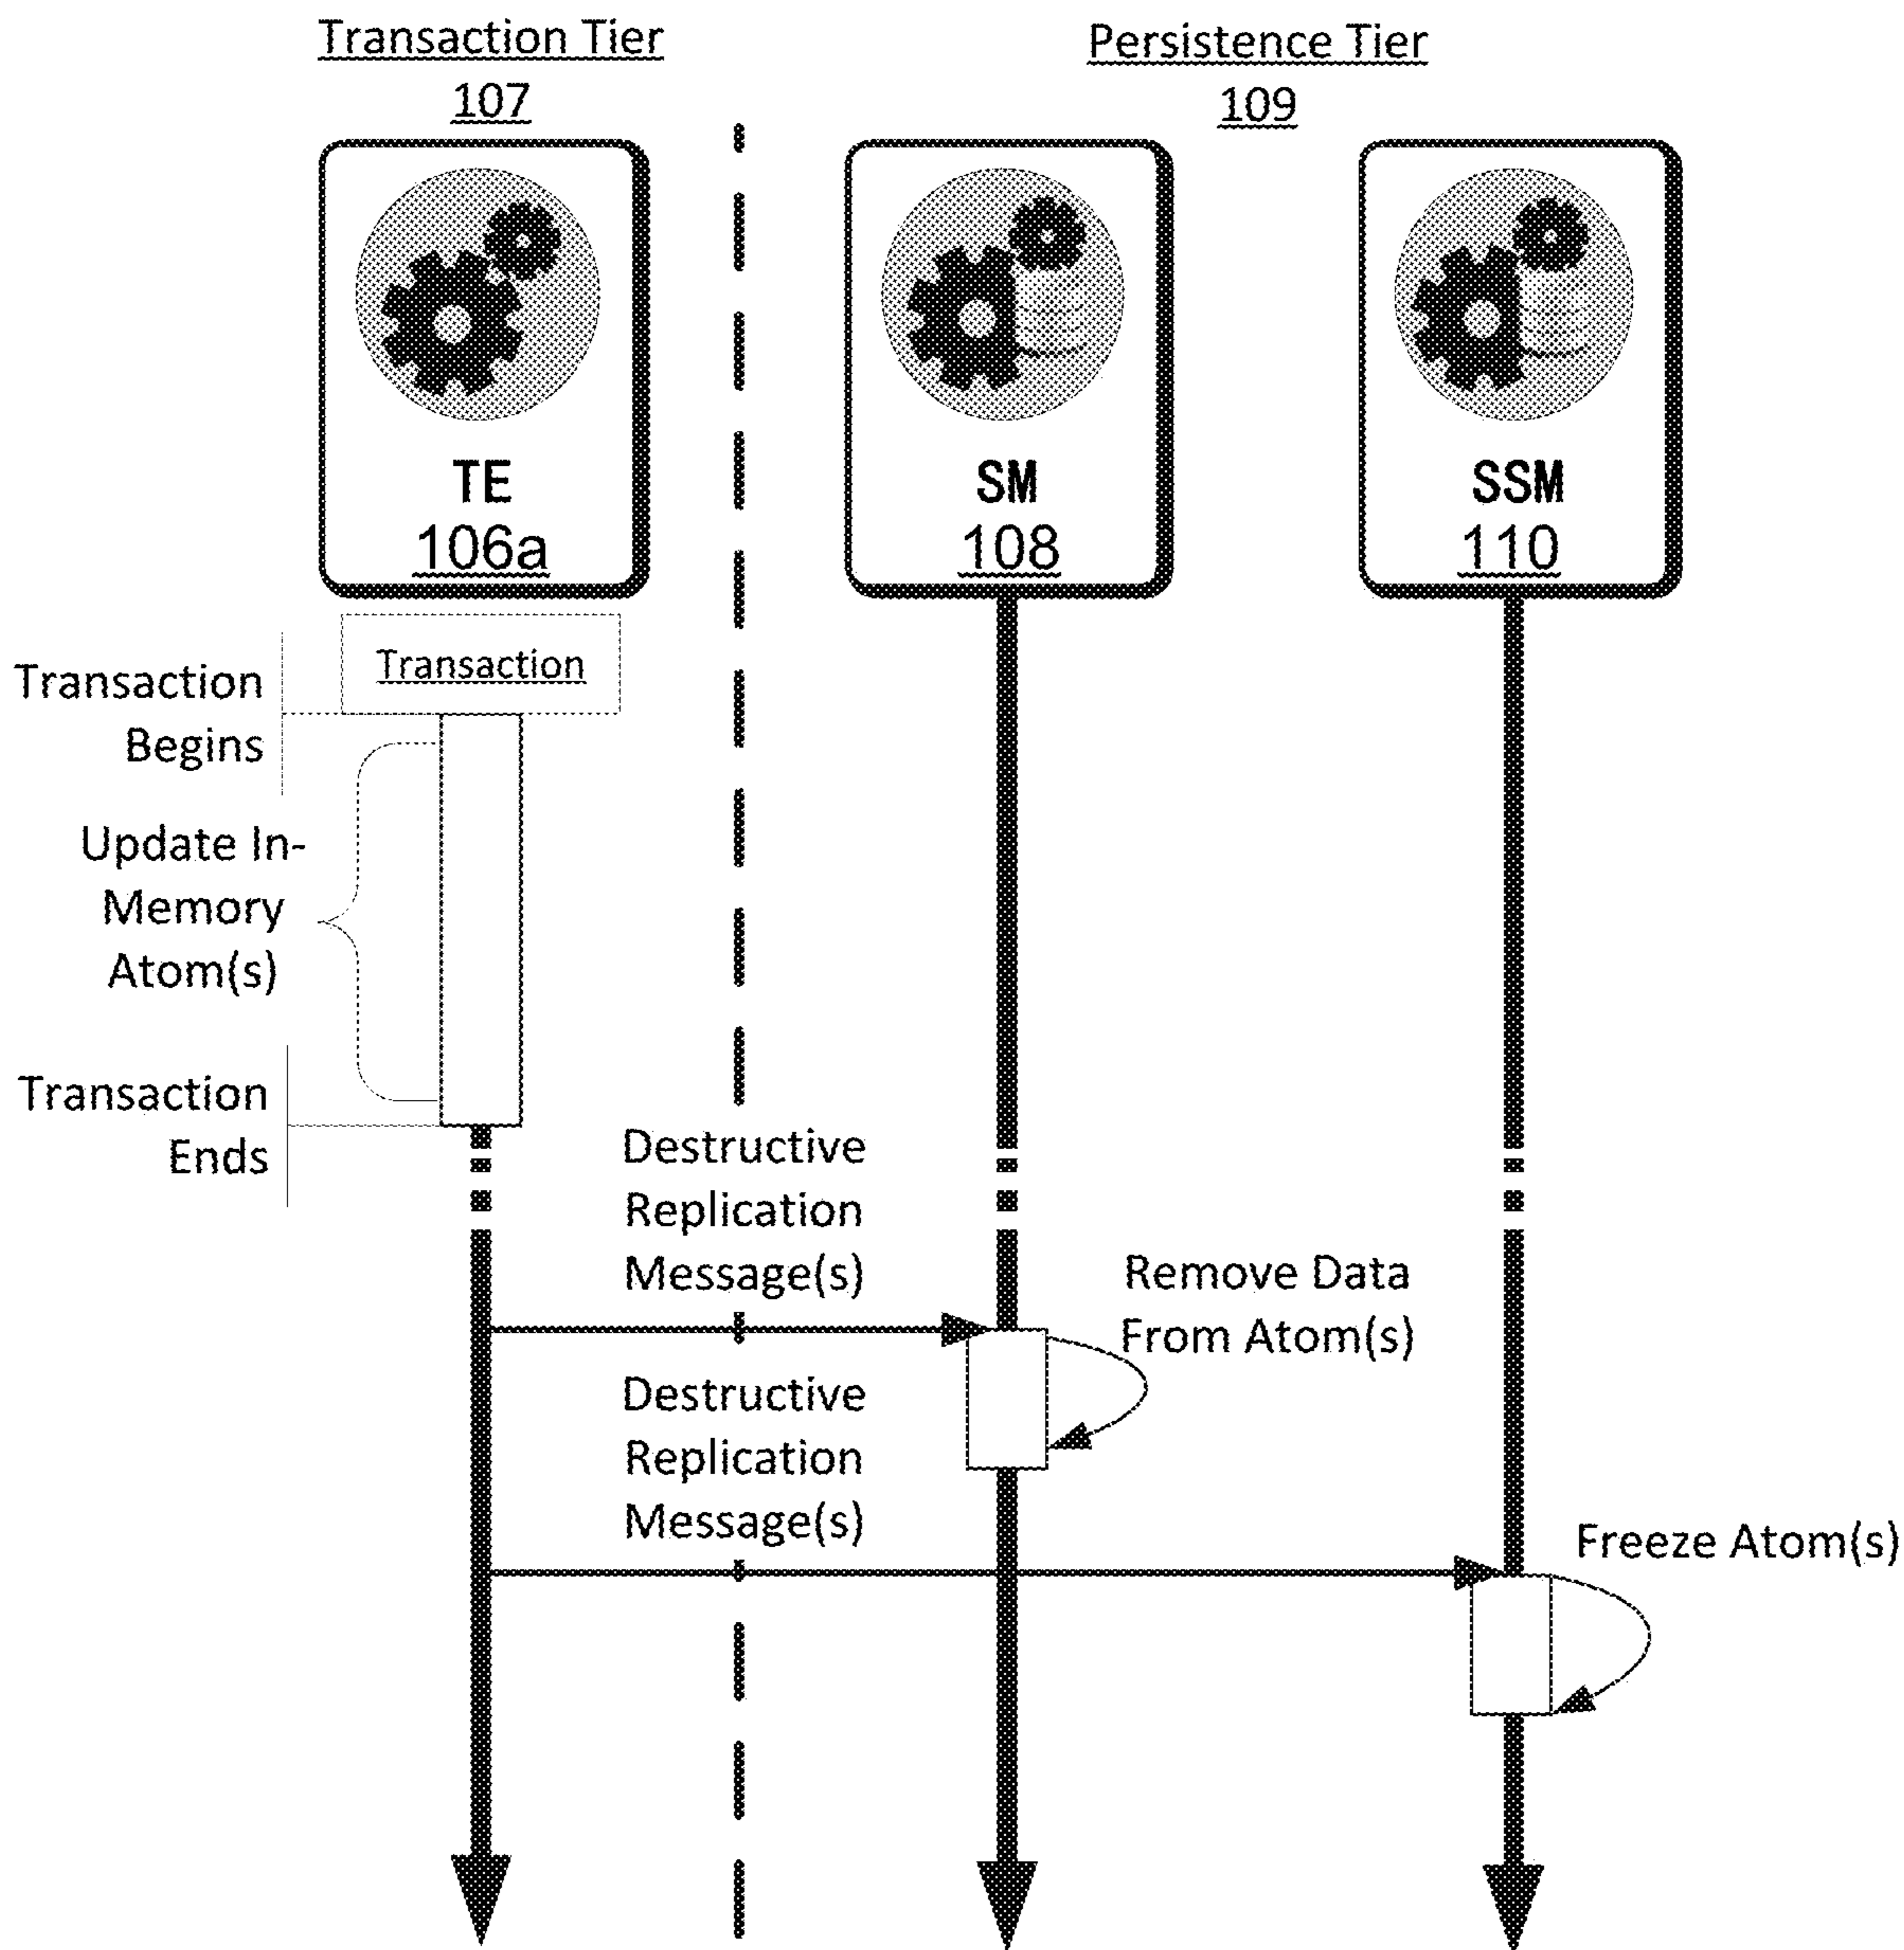 Transaction Tier
107
Persistence Tier
109
TE
106a
SM
108
SSM
110
Transaction
Transaction
Begins
Update In-
Memory
Atom(s)
Transaction
Ends
Destructive
Replication
Message(s)
Remove Data
From Atom(s)
Destructive
Replication
Message(s)
Freeze Atom(s)